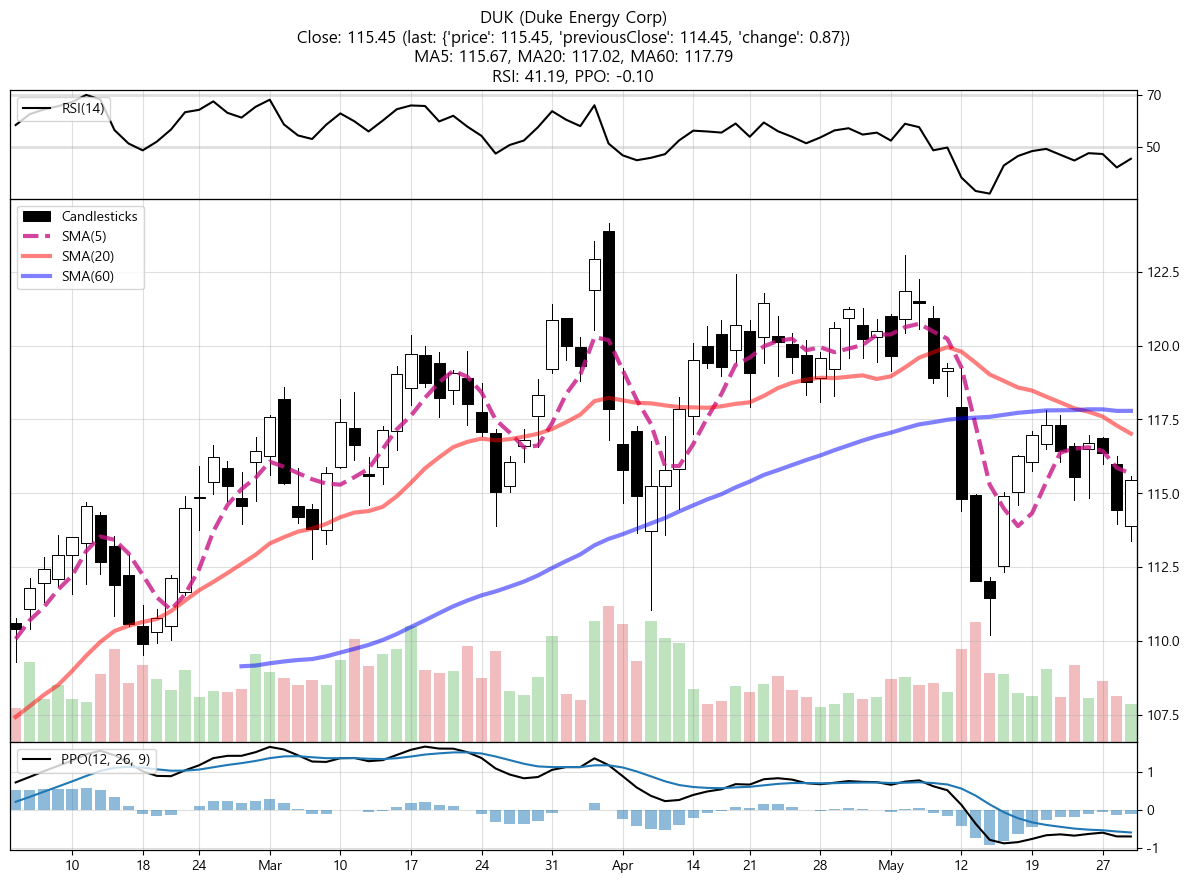 DUK (Duke Energy Corp)
Close: 115.45 (last: {'price': 115.45, 'previousClose': 114.45, 'change': 0.87})
MA5: 115.67, MA20: 117.02, MA60: 117.79
RSI: 41.19, PPO: -0.10
RSI(14)
70
50
Candlesticks
SMA(5)
SMA(20)
SMA(60)
122.5
120.0
117.5
115.0
112.5
110.0
107.5
PPO(12, 26, 9)
1
0
-1
10 18 24 Mar 10 17 24 31 Apr 14 21 28 May 12 19 27